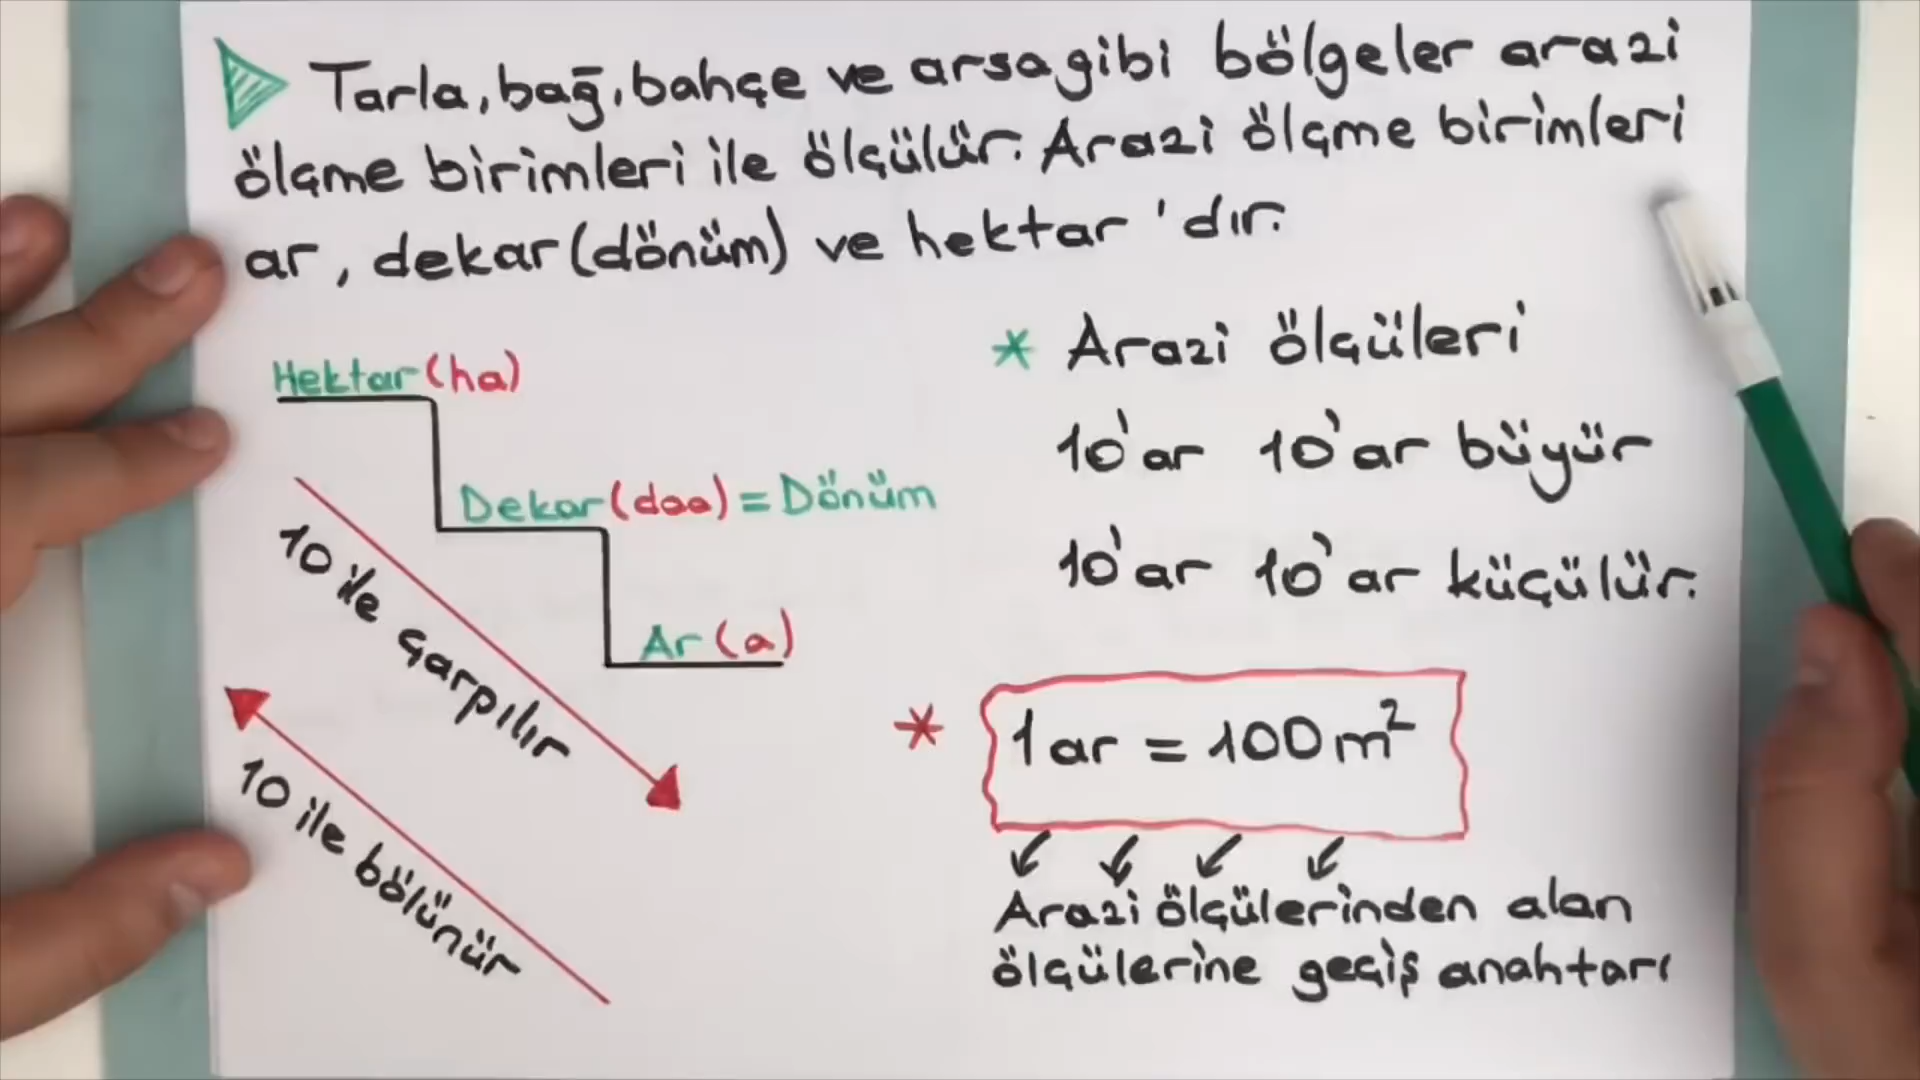 Tarla, bağ, bahçe ve arsa gibi bölgeler arazi
ölçme birimleri ile ölçülür. Arazi ölçme birimleri
ar, dekar (dönüm) ve hektar 'dır.
Hektar (ha)
Dekar (daa) = Dönüm
Ar (a)
10 ile çarpılır
10 ile bölünür
* Arazi ölçüleri
10'ar 10'ar büyür
10'ar 10'ar küçülür.
* 1 ar = 100 m²
Arazi ölçülerinden alan
ölçülerine geçiş anahtarı